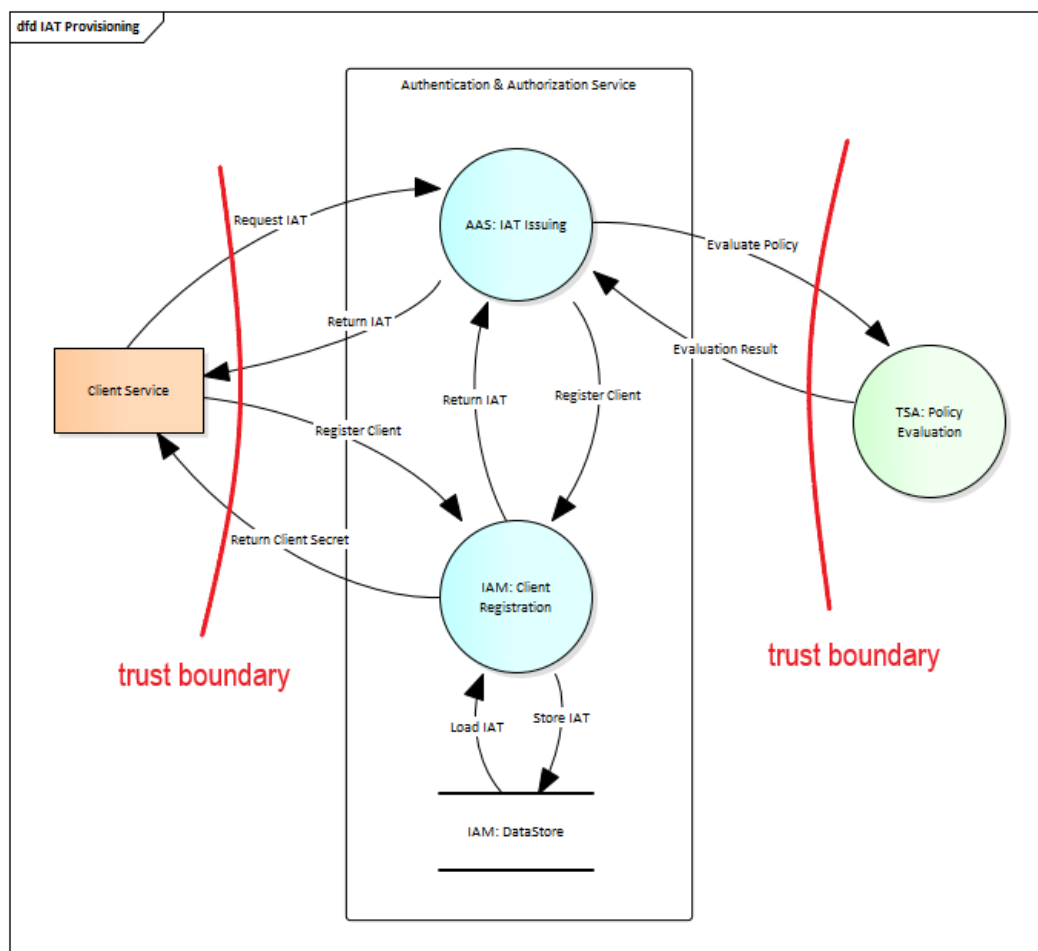 dfd IAT Provisioning
Authentication & Authorization Service
AAS: IAT Issuing
Request IAT
Evaluate Policy
Return IAT
Evaluation Result
Client Service
Return IAT
Register Client
TSA: Policy
Evaluation
Register Client
Return Client Secret
IAM: Client
Registration
trust boundary
trust boundary
Load IAT
Store IAT
IAM: DataStore